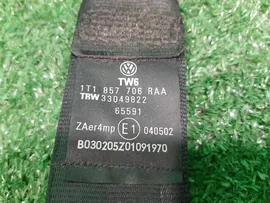 TW6
1T1 857 706 RAA
TRW 33049822
65591
ZAer4mp E1 040502
B030205Z01091970